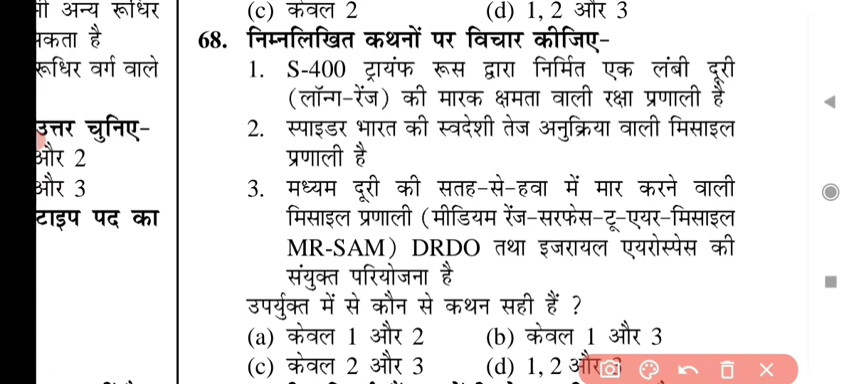 ी अन्य रूधिर
कता है
रूधिर वर्ग वाले
उत्तर चुनिए-
और 2
और 3
टाइप पद का
(c) केवल 2 (d) 1, 2 और 3
68. निम्नलिखित कथनों पर विचार कीजिए-
1. S-400 ट्रायंफ रूस द्वारा निर्मित एक लंबी दूरी
(लॉन्ग-रेंज) की मारक क्षमता वाली रक्षा प्रणाली है
2. स्पाइडर भारत की स्वदेशी तेज अनुक्रिया वाली मिसाइल
प्रणाली है
3. मध्यम दूरी की सतह-से-हवा में मार करने वाली
मिसाइल प्रणाली (मीडियम रेंज-सरफेस-टू-एयर-मिसाइल
MR-SAM) DRDO तथा इजरायल एयरोस्पेस की
संयुक्त परियोजना है
उपर्युक्त में से कौन से कथन सही हैं ?
(a) केवल 1 और 2 (b) केवल 1 और 3
(c) केवल 2 और 3 (d) 1, 2 और